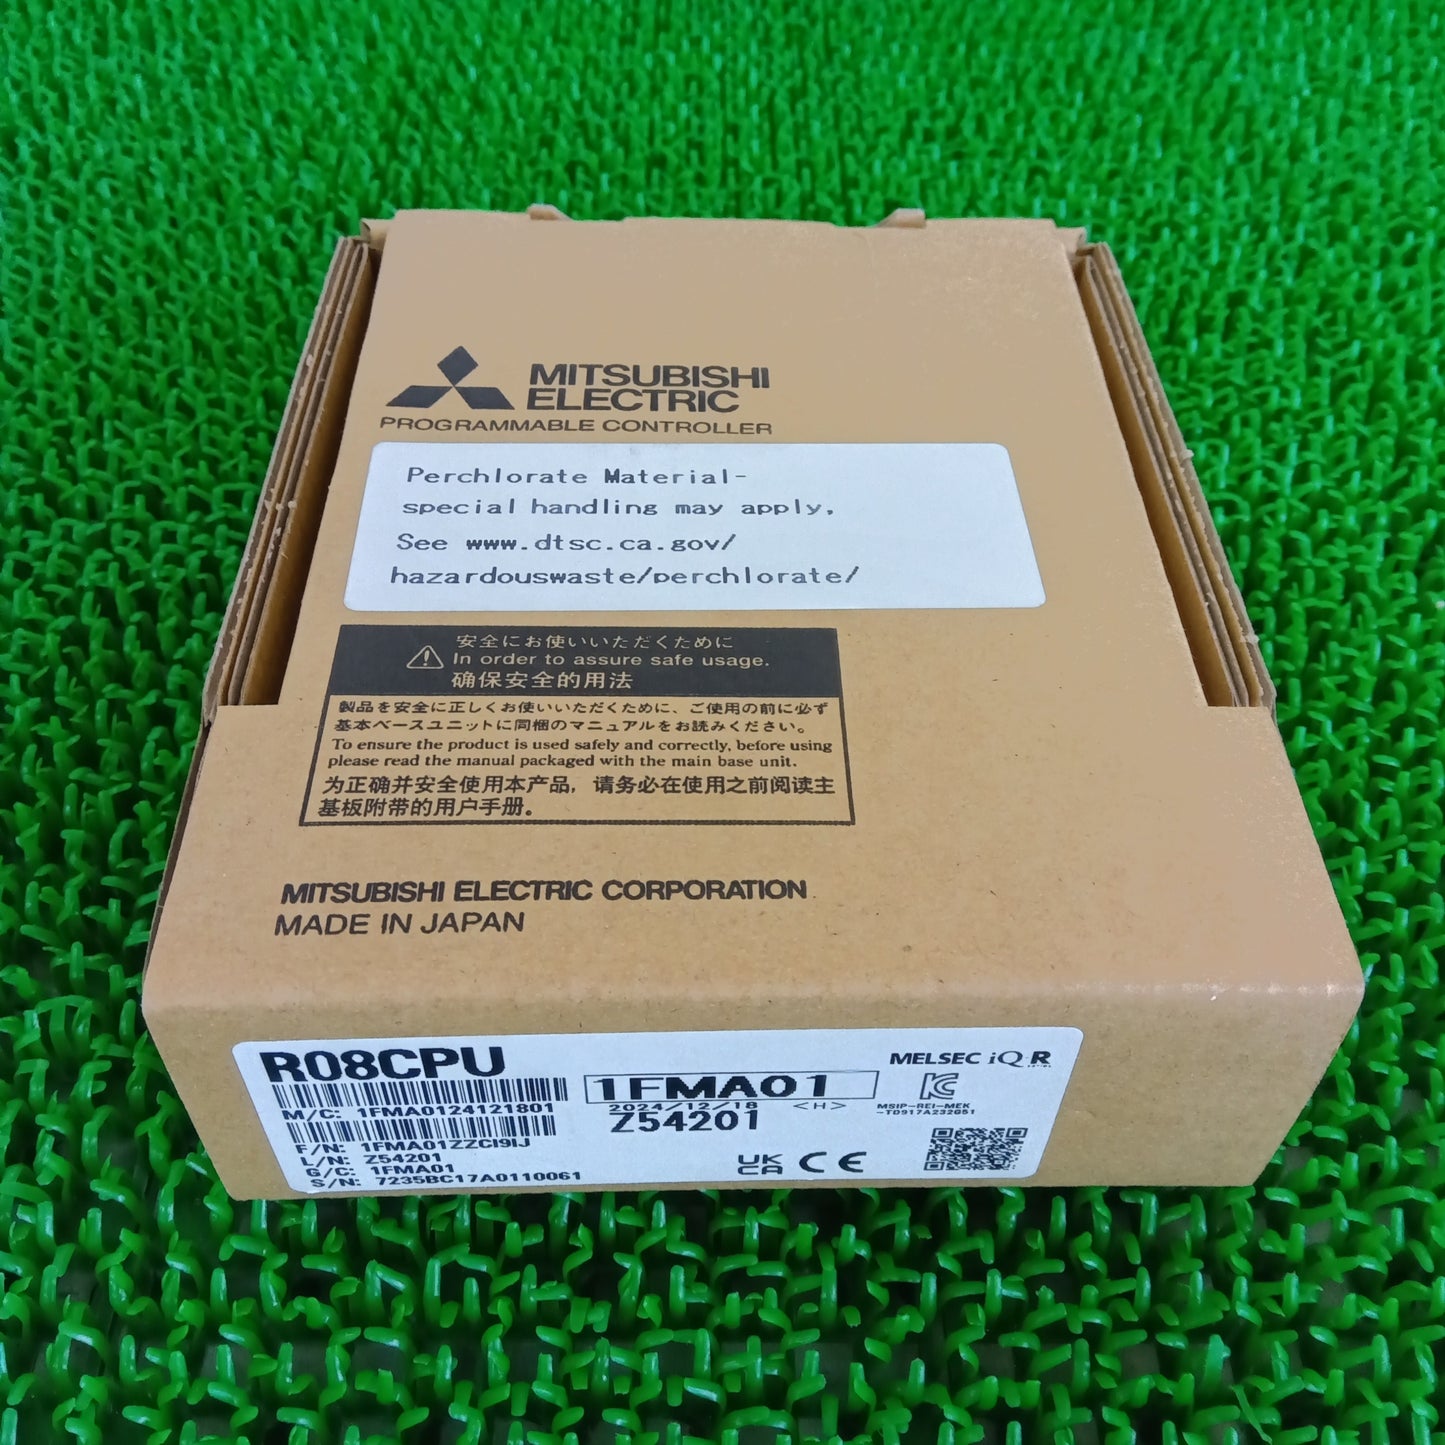 MITSUBISHI
ELECTRIC
PROGRAMMABLE CONTROLLER
Perchlorate Material-
special handling may apply,
See www.dtsc.ca.gov/
hazardouswaste/perchlorate/
安全にお使いいただくために
In order to assure safe usage.
确保安全的用法
製品を安全に正しくお使いいただくために、ご使用の前に必ず
基本ベースユニットに同梱のマニュアルをお読みください。
To ensure the product is used safely and correctly, before using
please read the manual packaged with the main base unit.
为正确并安全使用本产品，请务必在使用之前阅读主
基板附带的用户手册。
MITSUBISHI ELECTRIC CORPORATION
MADE IN JAPAN
R08CPU
MELSEC iQ-R
1FMA01
M/C: 1FMA0124121801
2024/12/18 <H>
MSIP-REI-MEK
-TD917A232G51
Z54201
F/N: 1FMA01ZZCI9IJ
L/N: Z54201
G/C: 1FMA01
S/N: 7235BC17A0110061
UK
CA CE